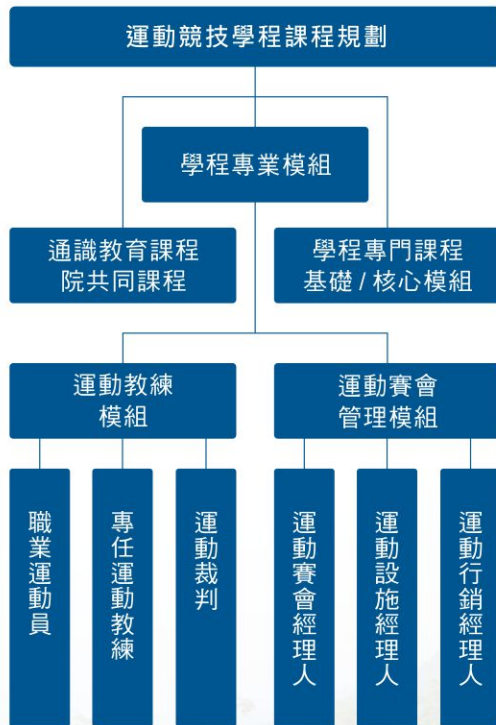 運動競技學程課程規劃
學程專業模組
通識教育課程
院共同課程
學程專門課程
基礎 / 核心模組
運動教練
模組
運動賽會
管理模組
職業運動員
專任運動教練
運動裁判
運動賽會經理人
運動設施經理人
運動行銷經理人